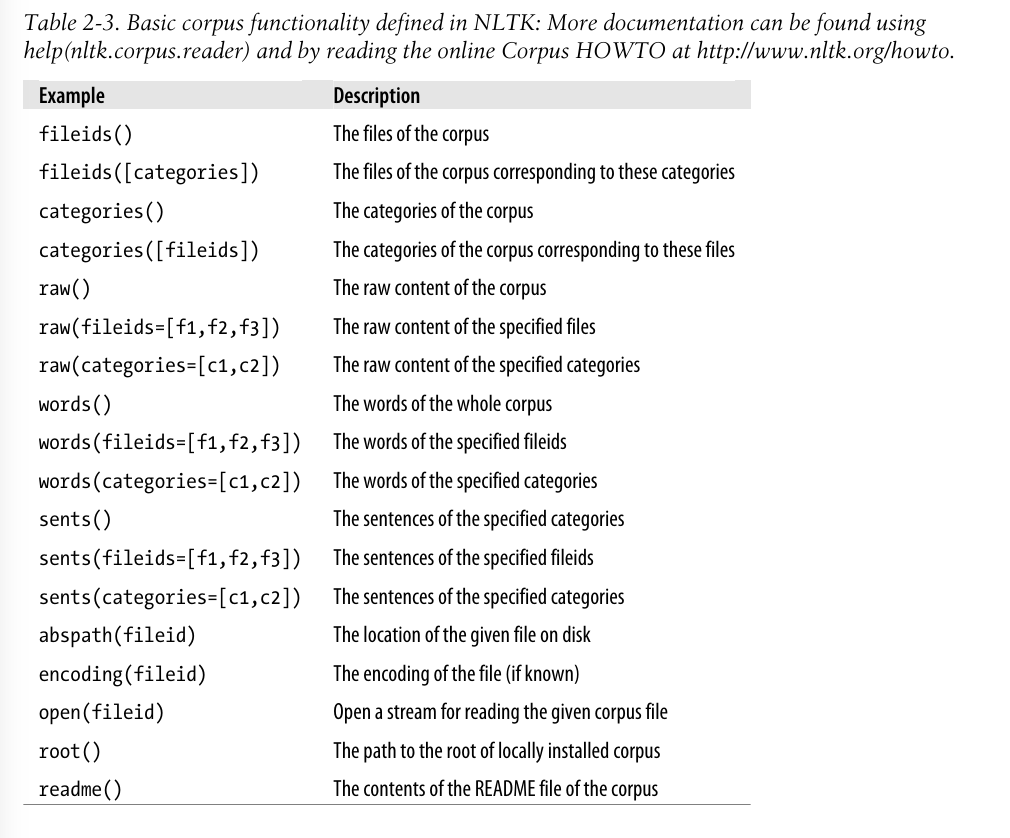 Table 2-3. Basic corpus functionality defined in NLTK: More documentation can be found using
help(nltk.corpus.reader) and by reading the online Corpus HOWTO at http://www.nltk.org/howto.
Example Description
fileids() The files of the corpus
fileids([categories]) The files of the corpus corresponding to these categories
categories() The categories of the corpus
categories([fileids]) The categories of the corpus corresponding to these files
raw() The raw content of the corpus
raw(fileids=[f1,f2,f3]) The raw content of the specified files
raw(categories=[c1,c2]) The raw content of the specified categories
words() The words of the whole corpus
words(fileids=[f1,f2,f3]) The words of the specified fileids
words(categories=[c1,c2]) The words of the specified categories
sents() The sentences of the specified categories
sents(fileids=[f1,f2,f3]) The sentences of the specified fileids
sents(categories=[c1,c2]) The sentences of the specified categories
abspath(fileid) The location of the given file on disk
encoding(fileid) The encoding of the file (if known)
open(fileid) Open a stream for reading the given corpus file
root() The path to the root of locally installed corpus
readme() The contents of the README file of the corpus